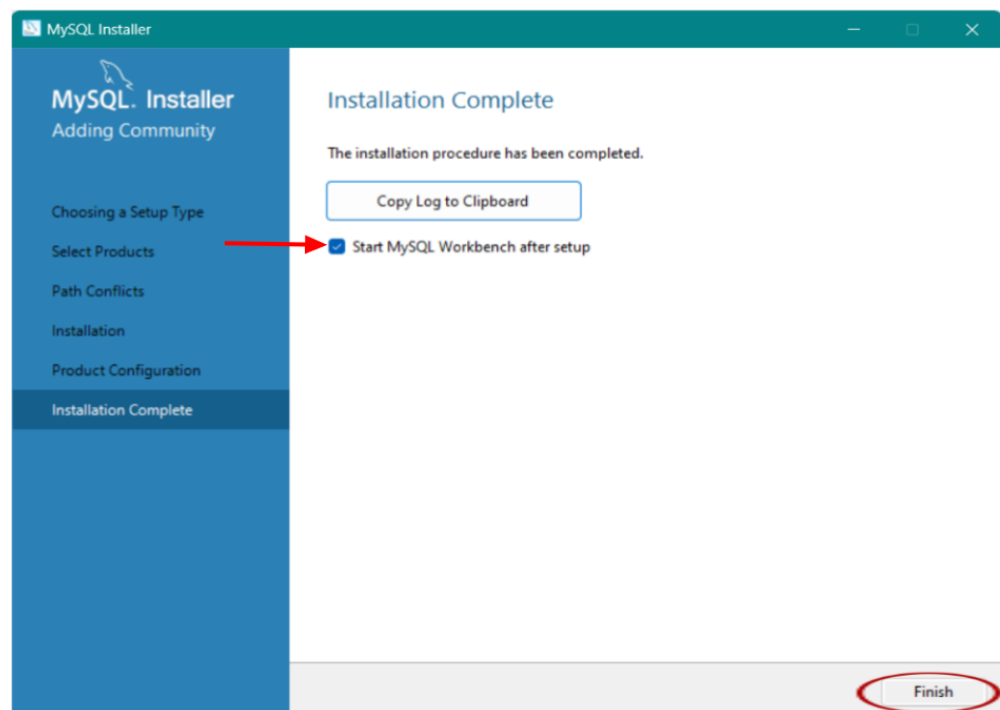 MySQL Installer
MySQL. Installer
Adding Community
Choosing a Setup Type
Select Products
Path Conflicts
Installation
Product Configuration
Installation Complete
Installation Complete
The installation procedure has been completed.
Copy Log to Clipboard
Start MySQL Workbench after setup
Finish